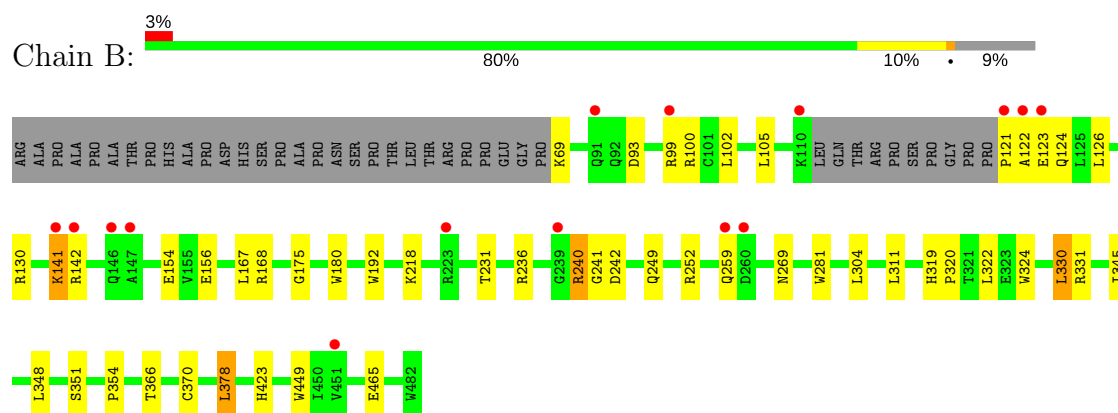 3%
Chain B:
80% 10% • 9%
ARG ALA PRO ALA PRO ALA THR PRO HIS ALA PRO ASP HIS SER PRO ALA PRO ASN SER PRO THR LEU THR ARG PRO PRO GLU GLY PRO K69 Q91 Q92 D93 R99 R100 C101 L102 L105 K110 LEU GLN THR ARG PRO SER PRO GLY PRO PRO P121 A122 E123 Q124 L125 L126
R130 K141 R142 Q146 A147 E154 V155 E156 L167 R168 G175 W180 W192 K218 R223 T231 R236 G239 R240 G241 D242 Q249 R252 Q259 D260 N269 W281 L304 L311 H319 P320 T321 L322 E323 W324 L330 R331
L348 S351 P354 T366 C370 L378 H423 W449 I450 V451 E465 W482